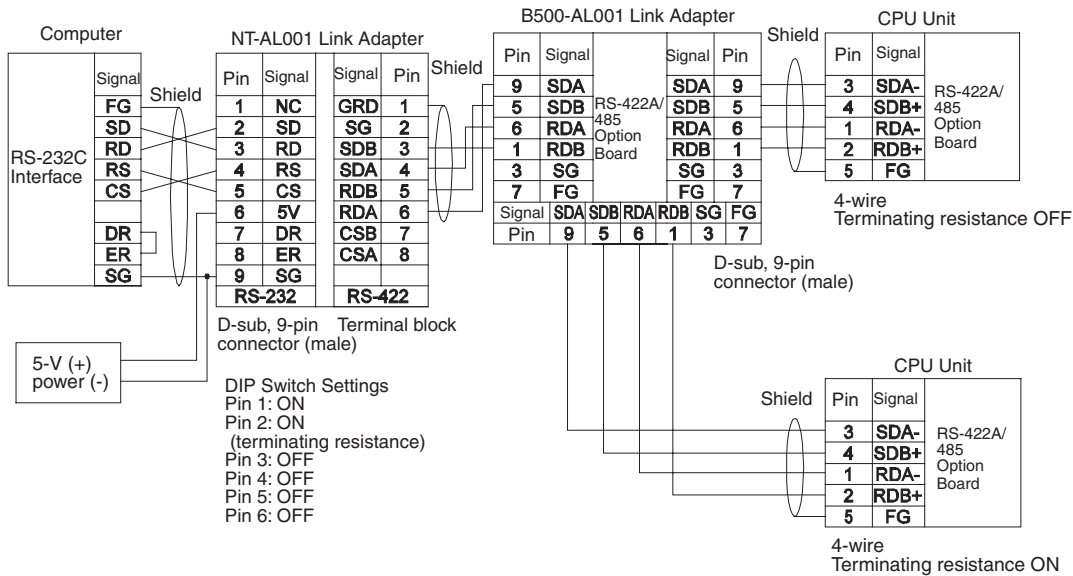 Computer
Signal
RS-232C
Interface
FG
SD
RD
RS
CS
DR
ER
SG
Shield
NT-AL001 Link Adapter
Pin Signal Signal Pin
1 NC GRD 1
2 SD SG 2
3 RD SDB 3
4 RS SDA 4
5 CS RDB 5
6 5V RDA 6
7 DR CSB 7
8 ER CSA 8
9 SG
RS-232 RS-422
D-sub, 9-pin
connector (male)
Terminal block
5-V (+)
power (-)
DIP Switch Settings
Pin 1: ON
Pin 2: ON
(terminating resistance)
Pin 3: OFF
Pin 4: OFF
Pin 5: OFF
Pin 6: OFF
Shield
B500-AL001 Link Adapter
Pin Signal Signal Pin
9 SDA SDA 9
5 SDB SDB 5
6 RDA RDA 6
1 RDB RDB 1
3 SG SG 3
7 FG FG 7
RS-422A/
485
Option
Board
Signal SDA SDB RDA RDB SG FG
Pin 9 5 6 1 3 7
D-sub, 9-pin
connector (male)
Shield
CPU Unit
Pin Signal
3 SDA-
4 SDB+
1 RDA-
2 RDB+
5 FG
RS-422A/
485
Option
Board
4-wire
Terminating resistance OFF
CPU Unit
Shield
Pin Signal
3 SDA-
4 SDB+
1 RDA-
2 RDB+
5 FG
RS-422A/
485
Option
Board
4-wire
Terminating resistance ON